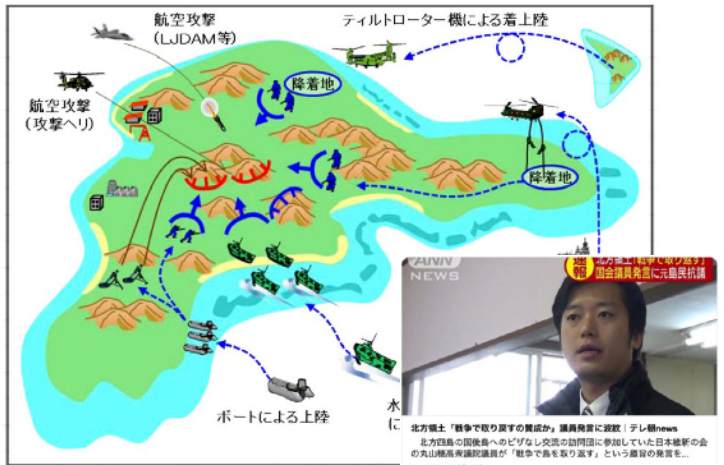 航空攻撃
(LJDAM等)
ティルトローター機による着上陸
航空攻撃
(攻撃ヘリ)
降着地
降着地
ボートによる上陸
水
に
ANN
NEWS
速報
北方領土「戦争で取り返す」
国会議員発言に元島民抗議
北方領土「戦争で取り戻すの賛成か」議員発言に波紋｜テレ朝news
北方四島の国後島へのビザなし交流の訪問団に参加していた日本維新の会
の丸山穂高衆議院議員が「戦争で島を取り返す」という趣旨の発言を...